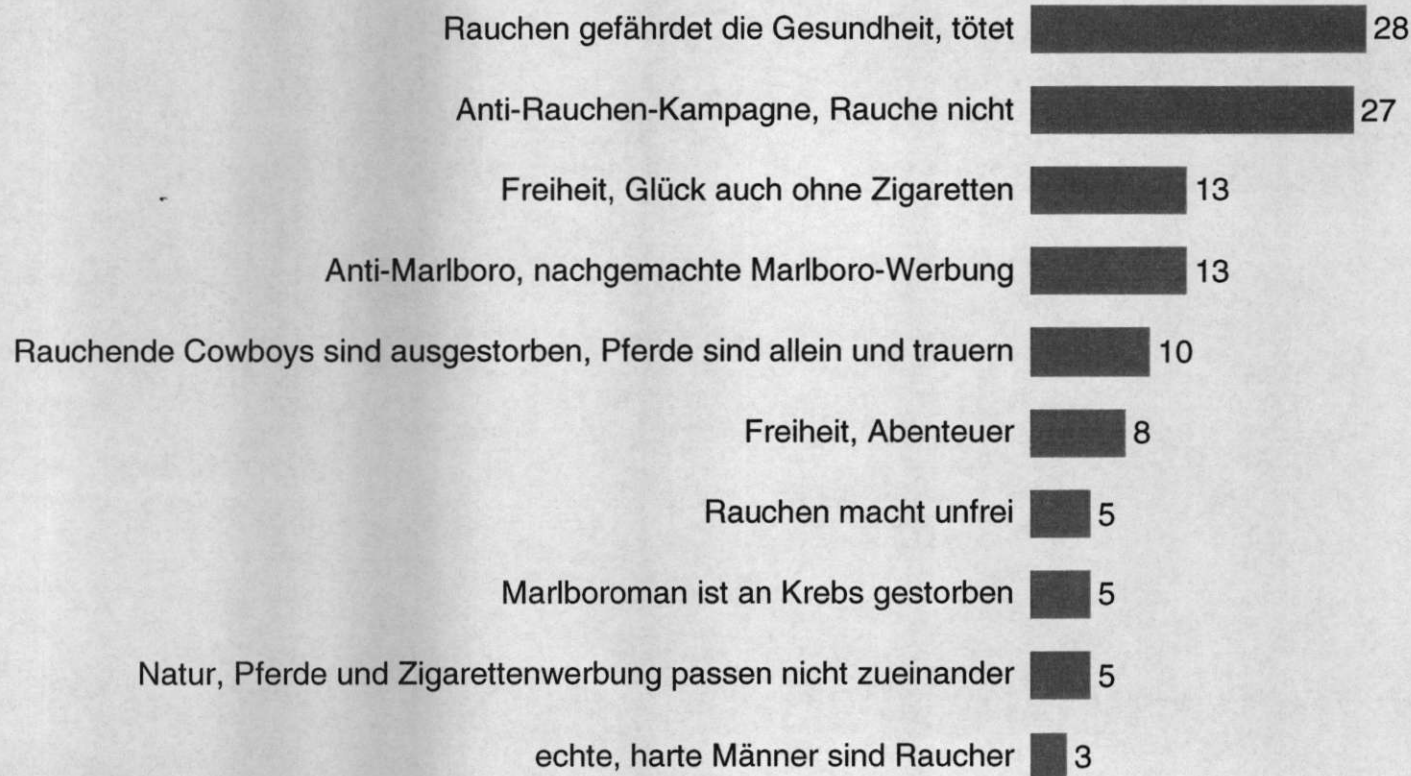 Rauchen gefährdet die Gesundheit, tötet 28
Anti-Rauchen-Kampagne, Rauche nicht 27
Freiheit, Glück auch ohne Zigaretten 13
Anti-Marlboro, nachgemachte Marlboro-Werbung 13
Rauchende Cowboys sind ausgestorben, Pferde sind allein und trauern 10
Freiheit, Abenteuer 8
Rauchen macht unfrei 5
Marlboroman ist an Krebs gestorben 5
Natur, Pferde und Zigarettenwerbung passen nicht zueinander 5
echte, harte Männer sind Raucher 3